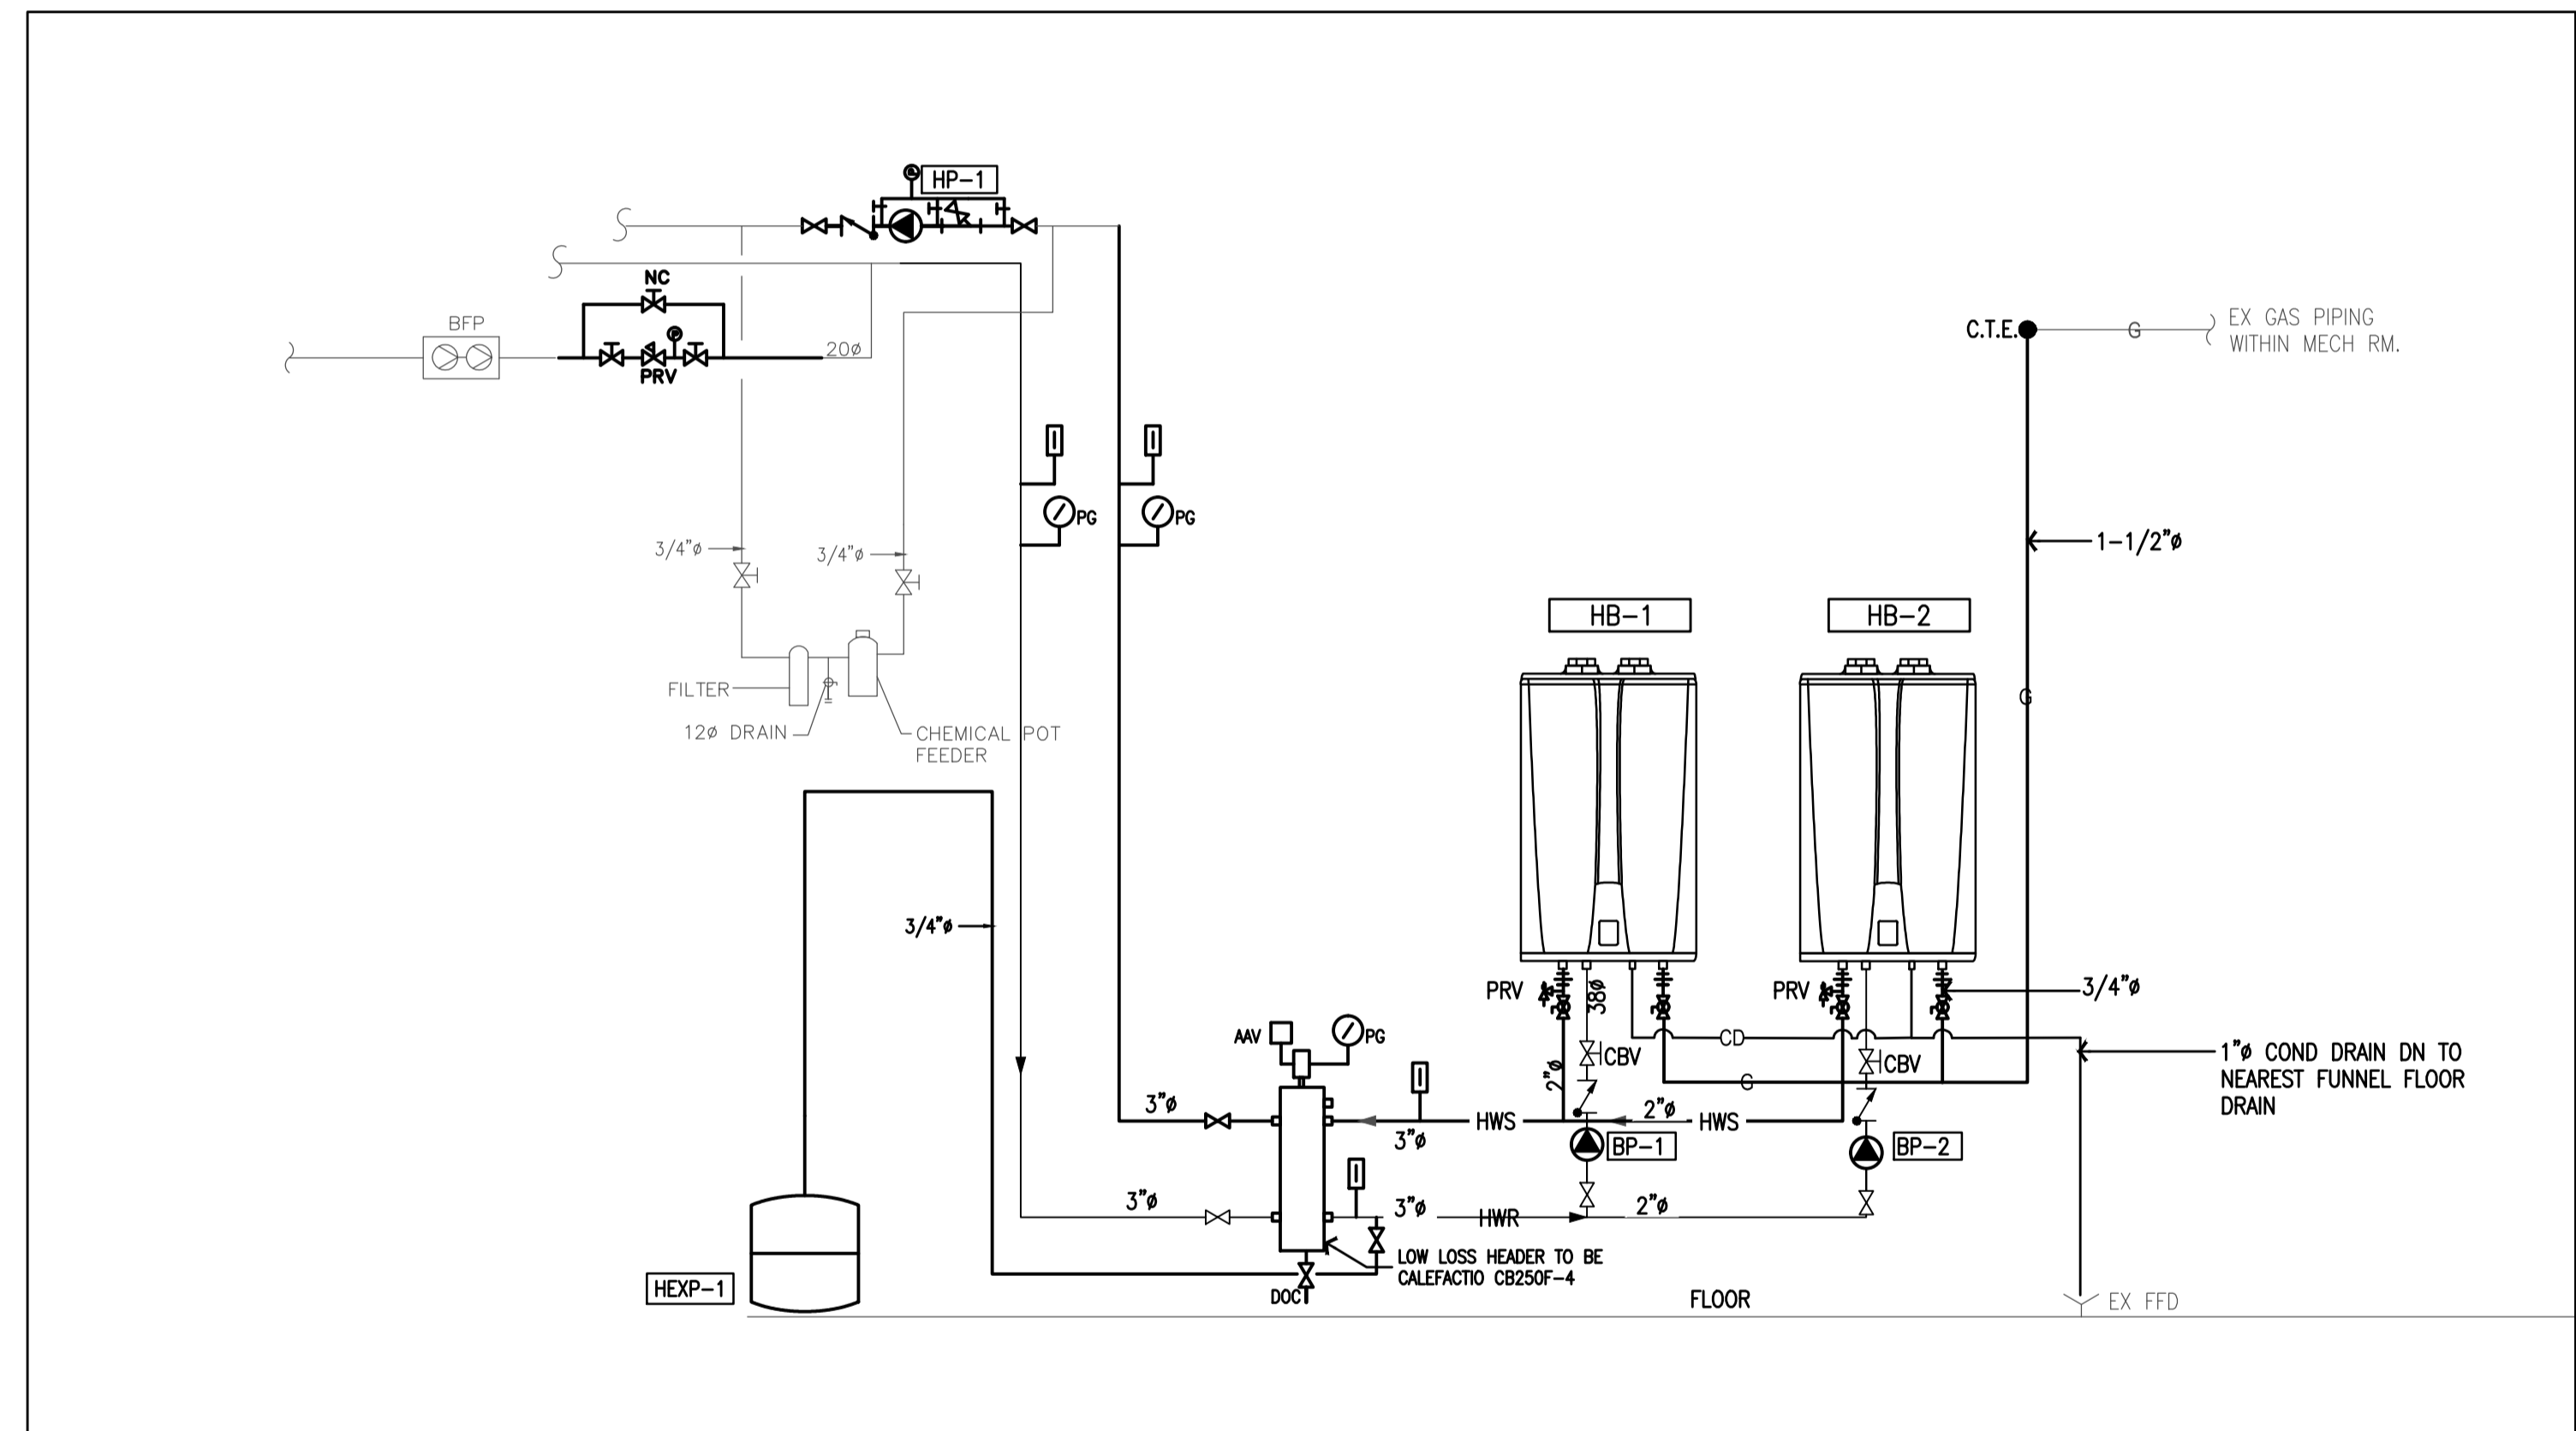 HP-1
NC
BFP
20ø
PRV
C.T.E.
G
EX GAS PIPING
WITHIN MECH RM.
PG
PG
3/4"ø
3/4"ø
1-1/2"ø
HB-1
HB-2
G
FILTER
12ø DRAIN
CHEMICAL POT
FEEDER
3/4"ø
PRV
38ø
PRV
3/4"ø
AAV
PG
CD
CBV
CBV
1"ø COND DRAIN DN TO
NEAREST FUNNEL FLOOR
DRAIN
2"ø
G
3"ø
3"ø
HWS
2"ø
HWS
BP-1
BP-2
3"ø
3"ø
HWR
2"ø
LOW LOSS HEADER TO BE
CALEFACTIO CB250F-4
HEXP-1
DOC
FLOOR
EX FFD